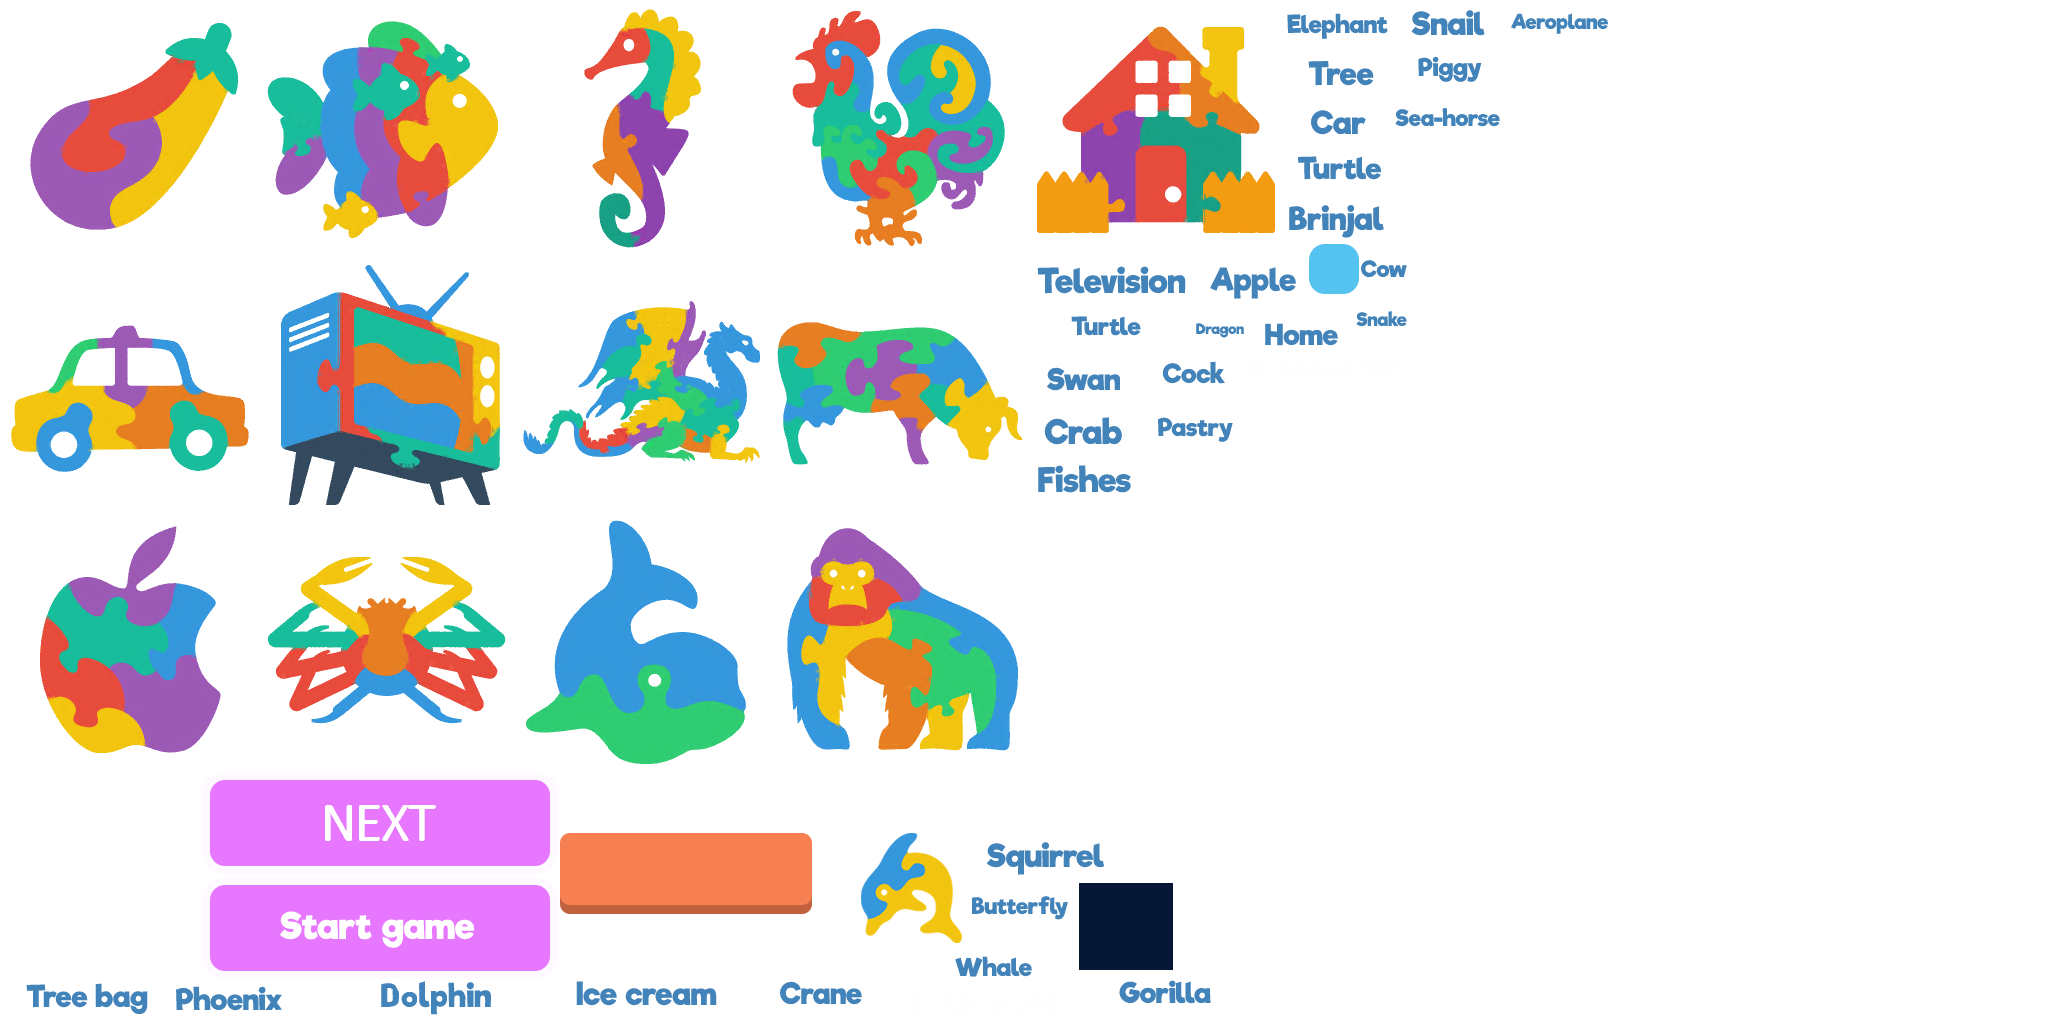 Elephant Snail Aeroplane
Tree Piggy
Car Sea-horse
Turtle
Brinjal
Television Apple Cow
Turtle Dragon Home Snake
Swan Cock
Crab Pastry
Fishes
NEXT
Squirrel
Start game
Butterfly
Whale
Tree bag Phoenix Dolphin Ice cream Crane Gorilla